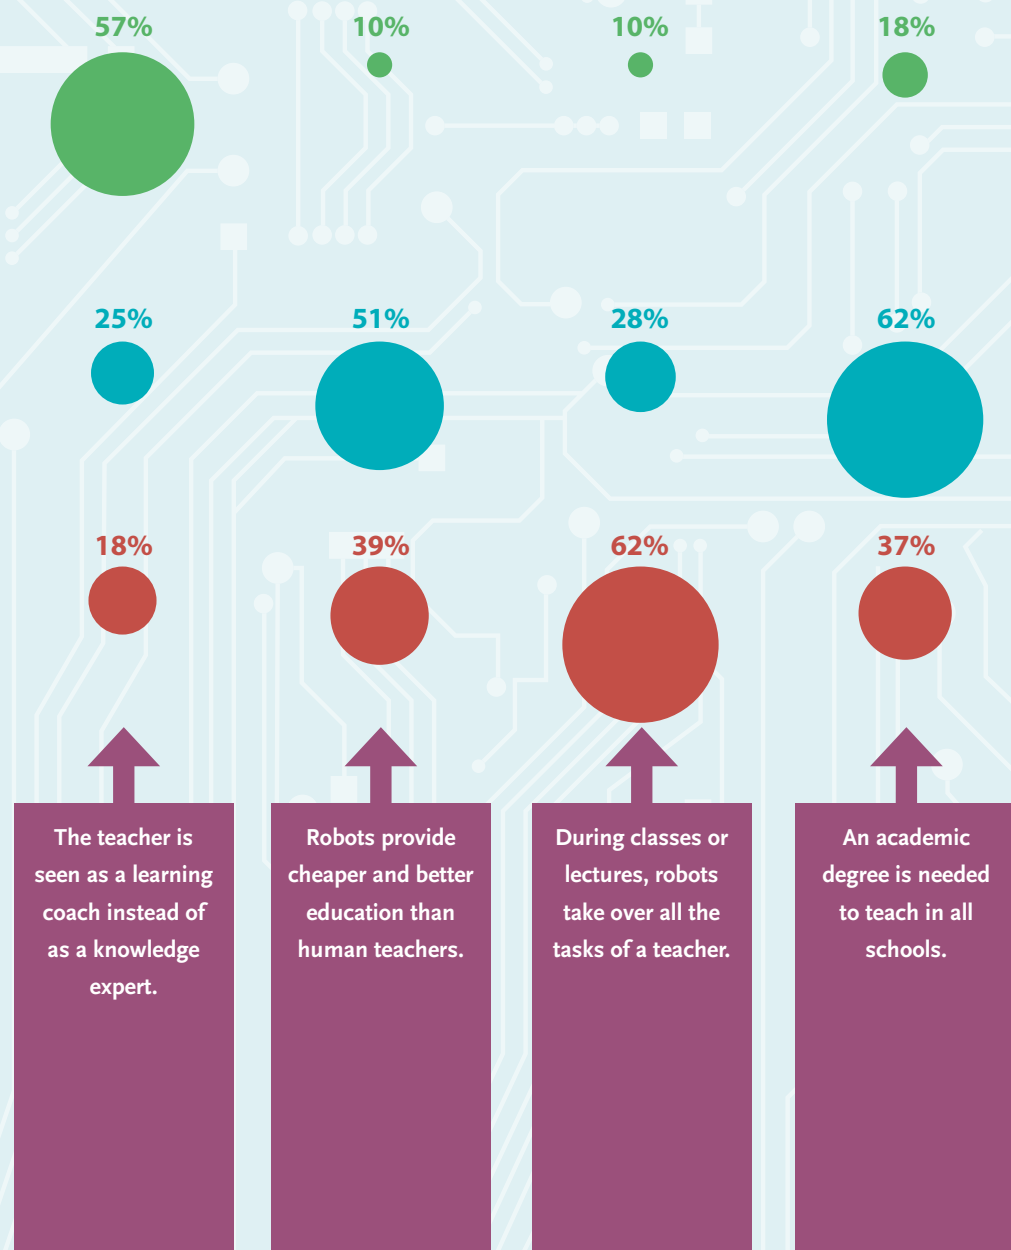 57% 10% 10% 18%
25% 51% 28% 62%
18% 39% 62% 37%
The teacher is
seen as a learning
coach instead of
as a knowledge
expert.
Robots provide
cheaper and better
education than
human teachers.
During classes or
lectures, robots
take over all the
tasks of a teacher.
An academic
degree is needed
to teach in all
schools.